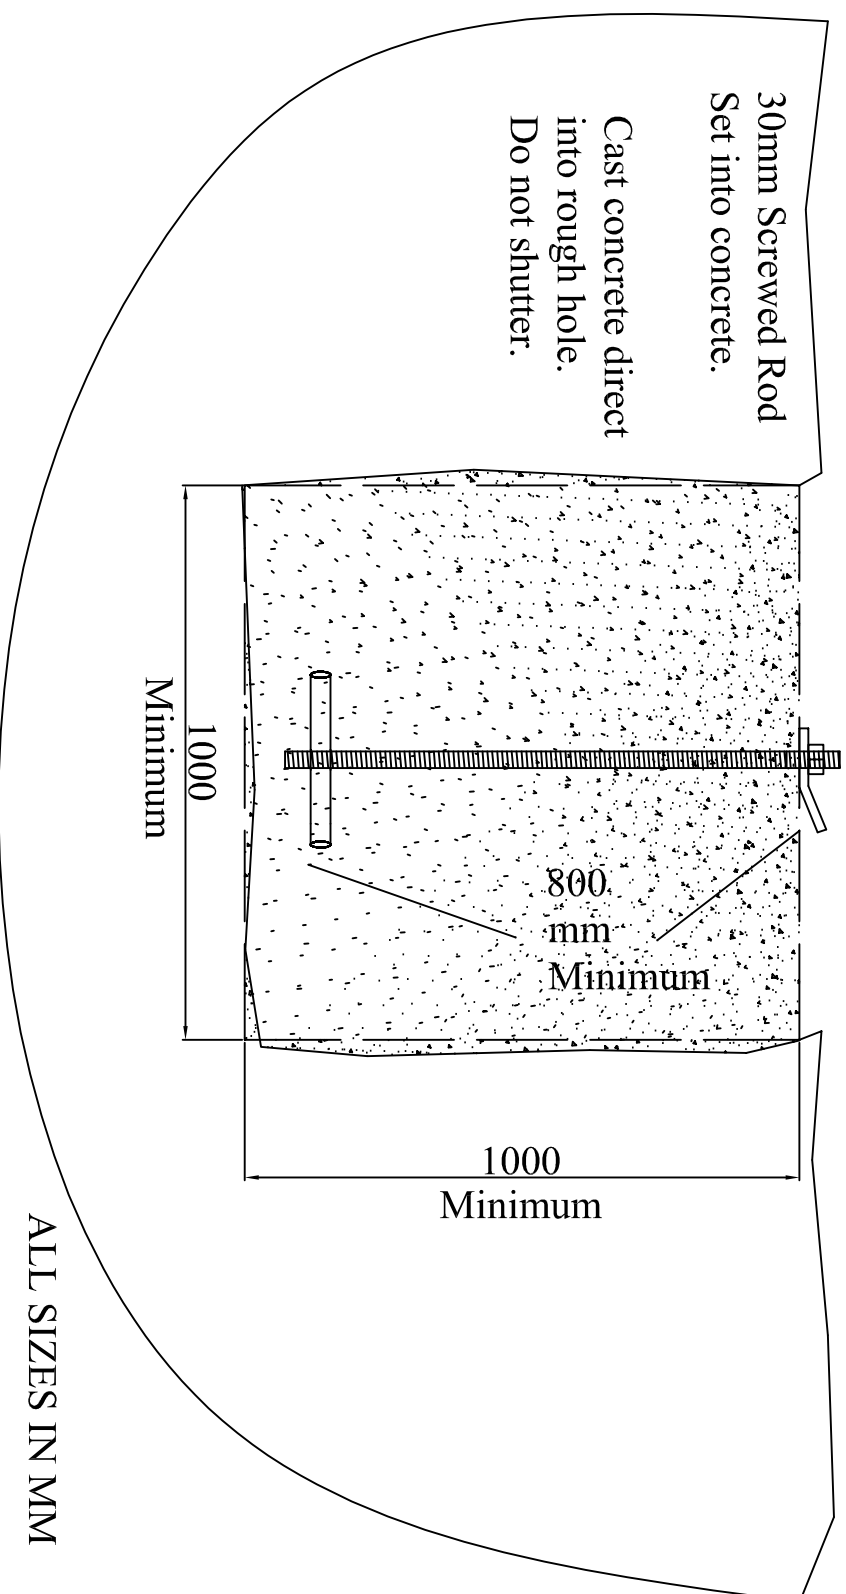 30mm Screwed Rod
Set into concrete.
Cast concrete direct
into rough hole.
Do not shutter.
800
mm
Minimum
1000
Minimum
1000
Minimum
ALL SIZES IN MM